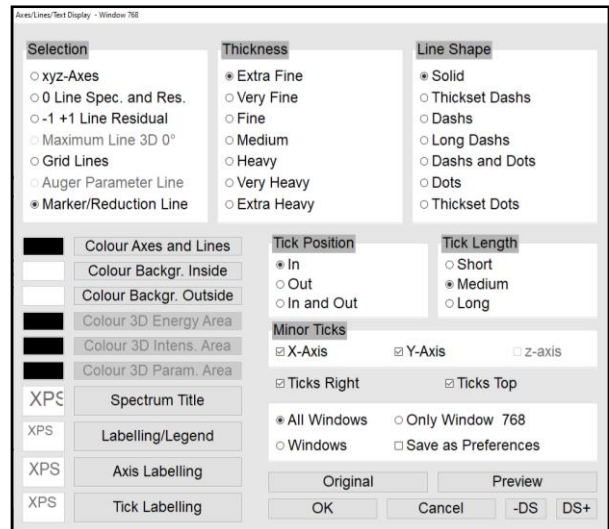 Axes/Lines/Text Display - Window 768
Selection
xyz-Axes
0 Line Spec. and Res.
-1 +1 Line Residual
Maximum Line 3D 0°
Grid Lines
Auger Parameter Line
Marker/Reduction Line
Thickness
Extra Fine
Very Fine
Fine
Medium
Heavy
Very Heavy
Extra Heavy
Line Shape
Solid
Thickset Dashs
Dashs
Long Dashs
Dashs and Dots
Dots
Thickset Dots
Colour Axes and Lines
Colour Backgr. Inside
Colour Backgr. Outside
Colour 3D Energy Area
Colour 3D Intens. Area
Colour 3D Param. Area
XPS Spectrum Title
XPS Labelling/Legend
XPS Axis Labelling
XPS Tick Labelling
Tick Position
In
Out
In and Out
Tick Length
Short
Medium
Long
Minor Ticks
X-Axis Y-Axis z-axis
Ticks Right Ticks Top
All Windows Only Window 768
Windows Save as Preferences
Original Preview
OK Cancel -DS DS+